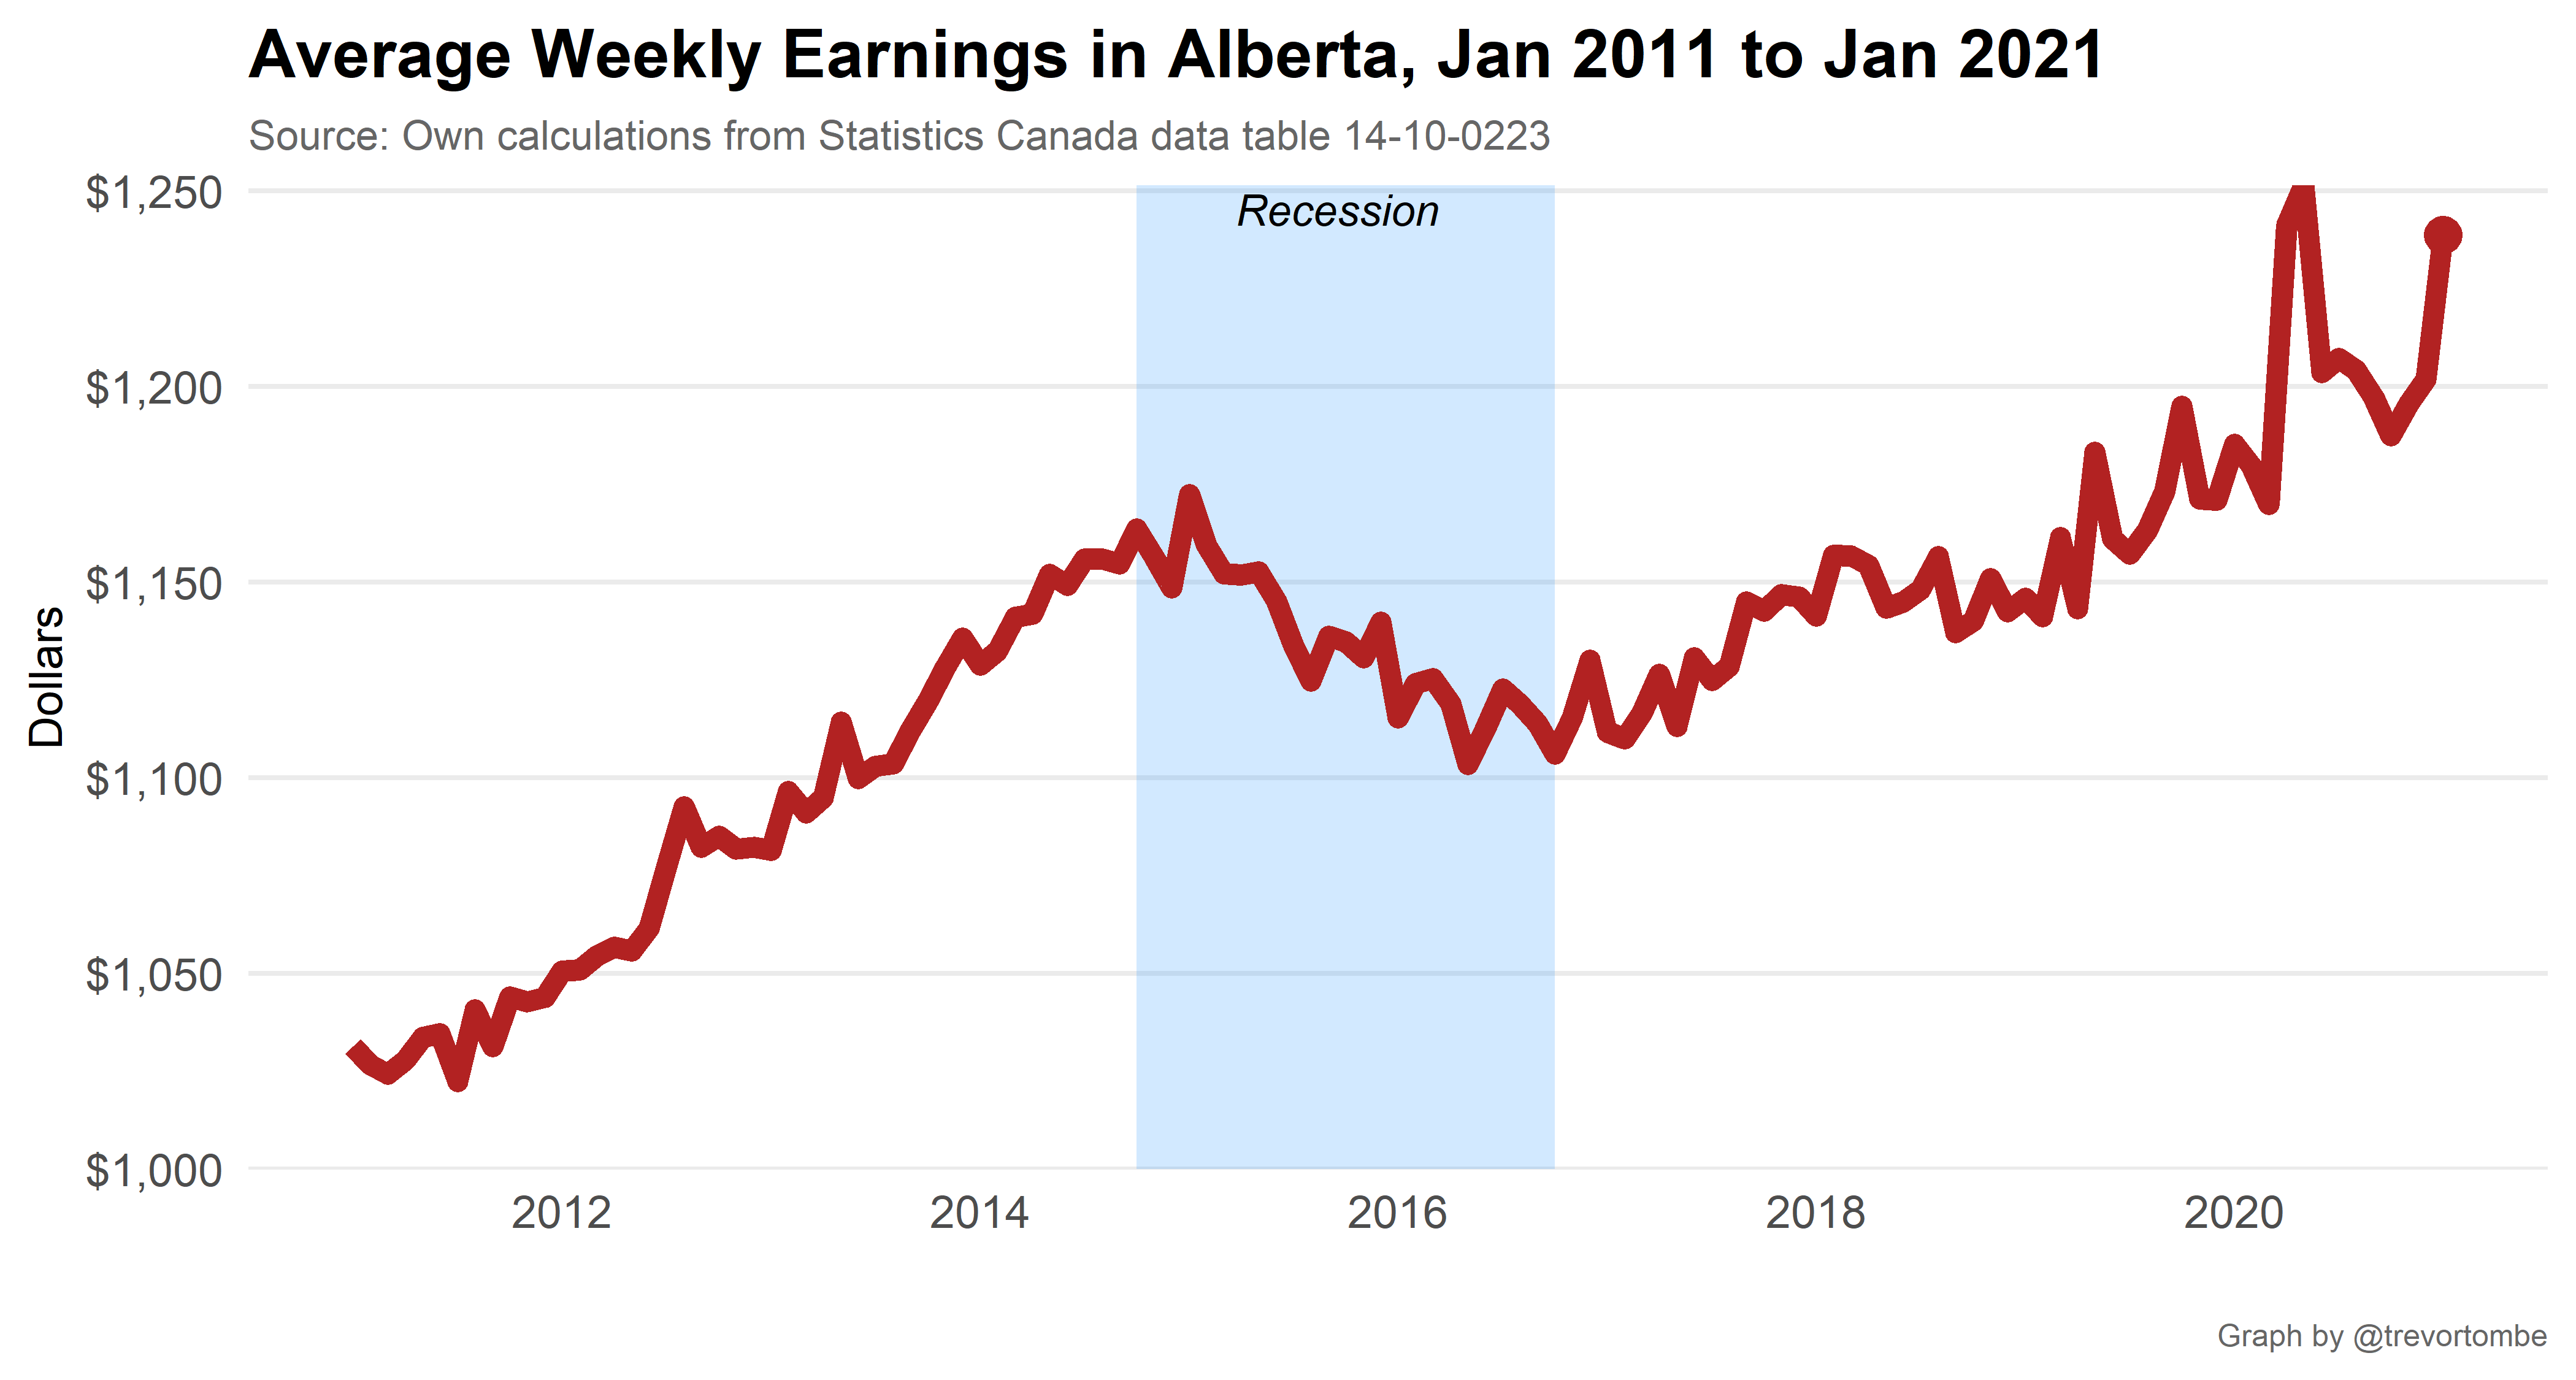 Average Weekly Earnings in Alberta, Jan 2011 to Jan 2021
Source: Own calculations from Statistics Canada data table 14-10-0223
Recession
$1,250
$1,200
$1,150
$1,100
$1,050
$1,000
Dollars
2012 2014 2016 2018 2020
Graph by @trevortombe